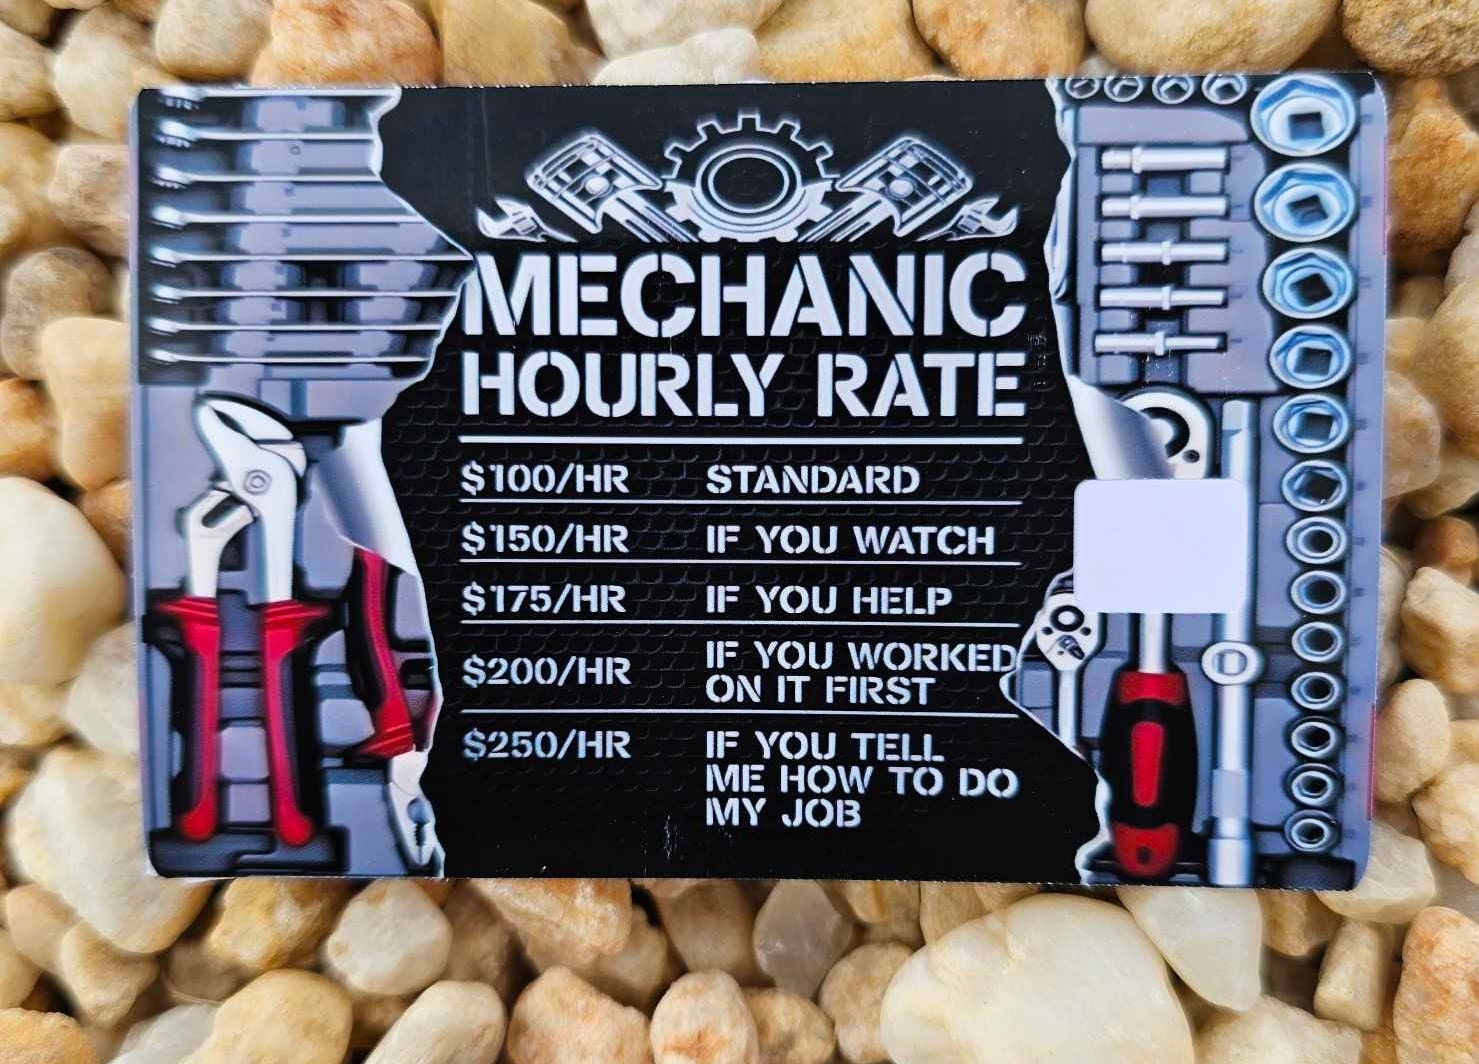 MECHANIC
HOURLY RATE
$100/HR STANDARD
$150/HR IF YOU WATCH
$175/HR IF YOU HELP
$200/HR IF YOU WORKED
ON IT FIRST
$250/HR IF YOU TELL
ME HOW TO DO
MY JOB